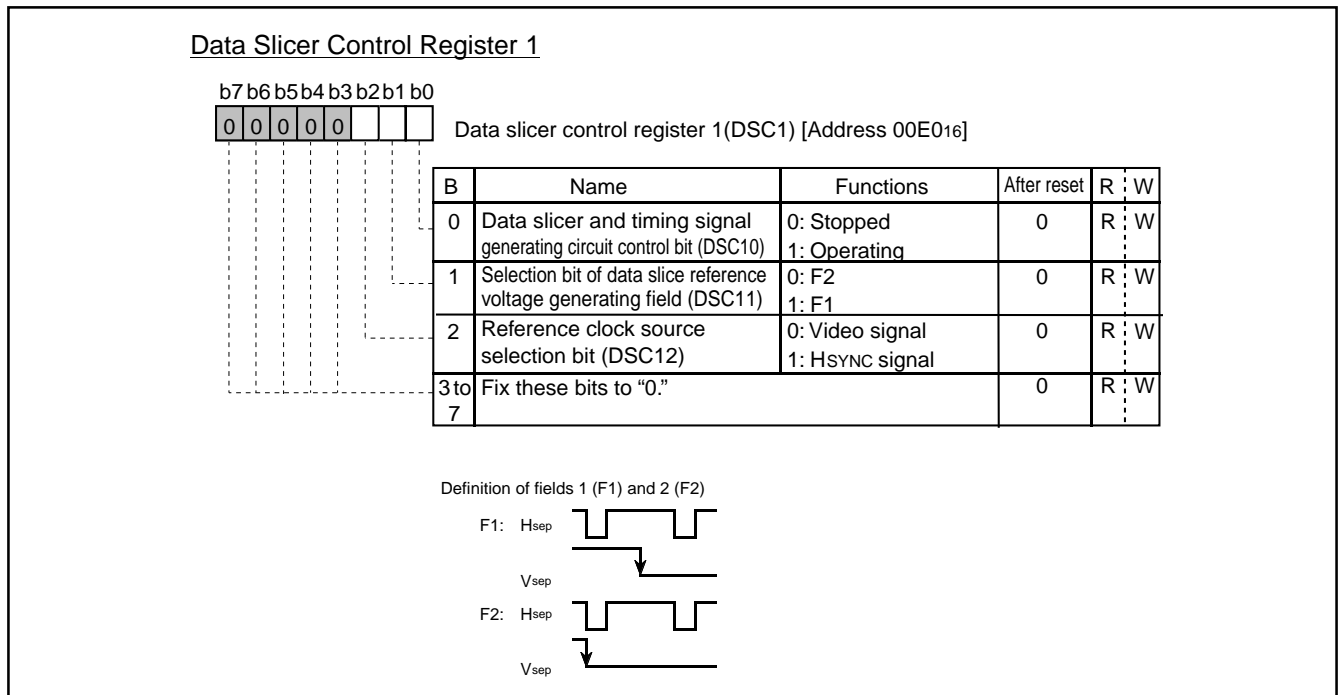 Data Slicer Control Register 1
b7 b6 b5 b4 b3 b2 b1 b0
0 0 0 0 0
Data slicer control register 1(DSC1) [Address 00E016]
B Name Functions After reset R W
0 Data slicer and timing signal generating circuit control bit (DSC10) 0: Stopped 1: Operating 0 R W
1 Selection bit of data slice reference voltage generating field (DSC11) 0: F2 1: F1 0 R W
2 Reference clock source selection bit (DSC12) 0: Video signal 1: HSYNC signal 0 R W
3 to 7 Fix these bits to “0.” 0 R W
Definition of fields 1 (F1) and 2 (F2)
F1: Hsep
Vsep
F2: Hsep
Vsep